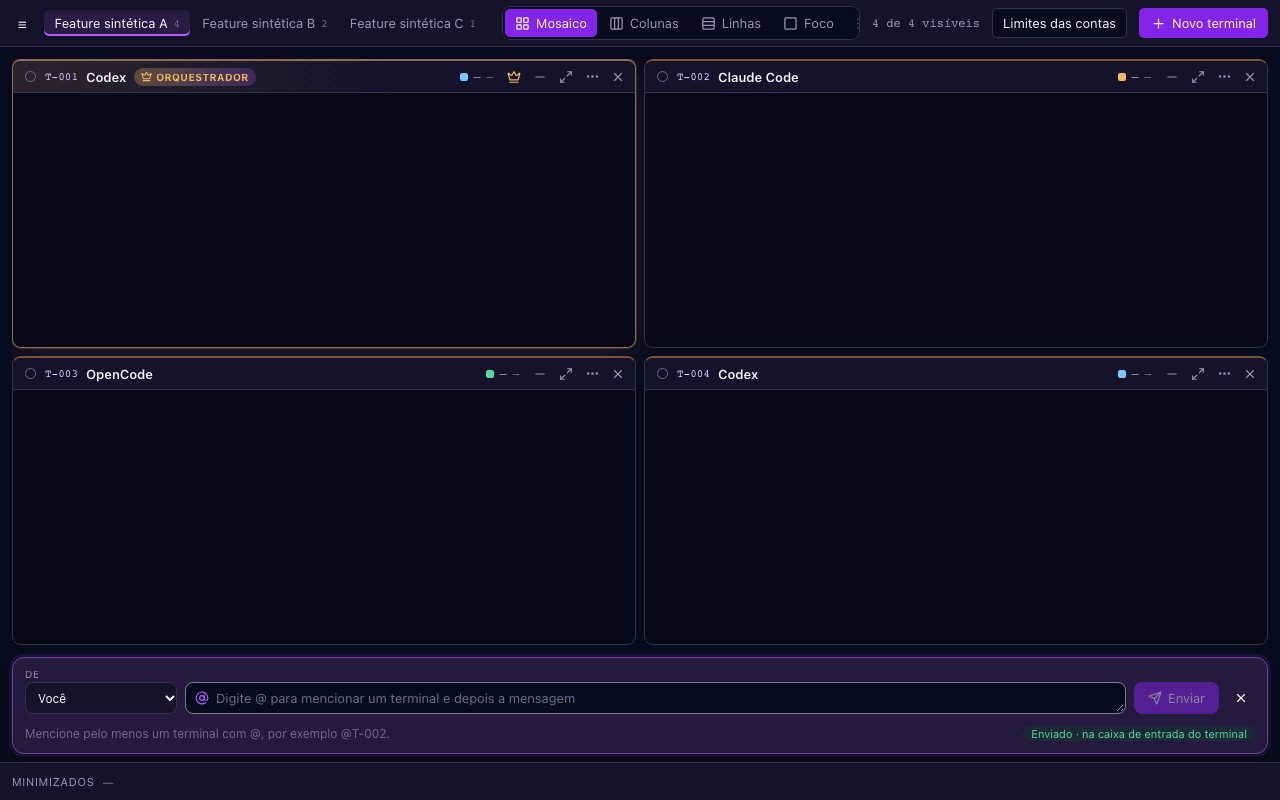 Feature sintética A 4 Feature sintética B 2 Feature sintética C 1 Mosaico Colunas Linhas Foco 4 de 4 visíveis Limites das contas + Novo terminal
T-001 Codex ORQUESTRADOR — —
T-002 Claude Code — —
T-003 OpenCode — —
T-004 Codex — —
DE
Você
@ Digite @ para mencionar um terminal e depois a mensagem
Enviar
Mencione pelo menos um terminal com @, por exemplo @T-002.
Enviado · na caixa de entrada do terminal
MINIMIZADOS —